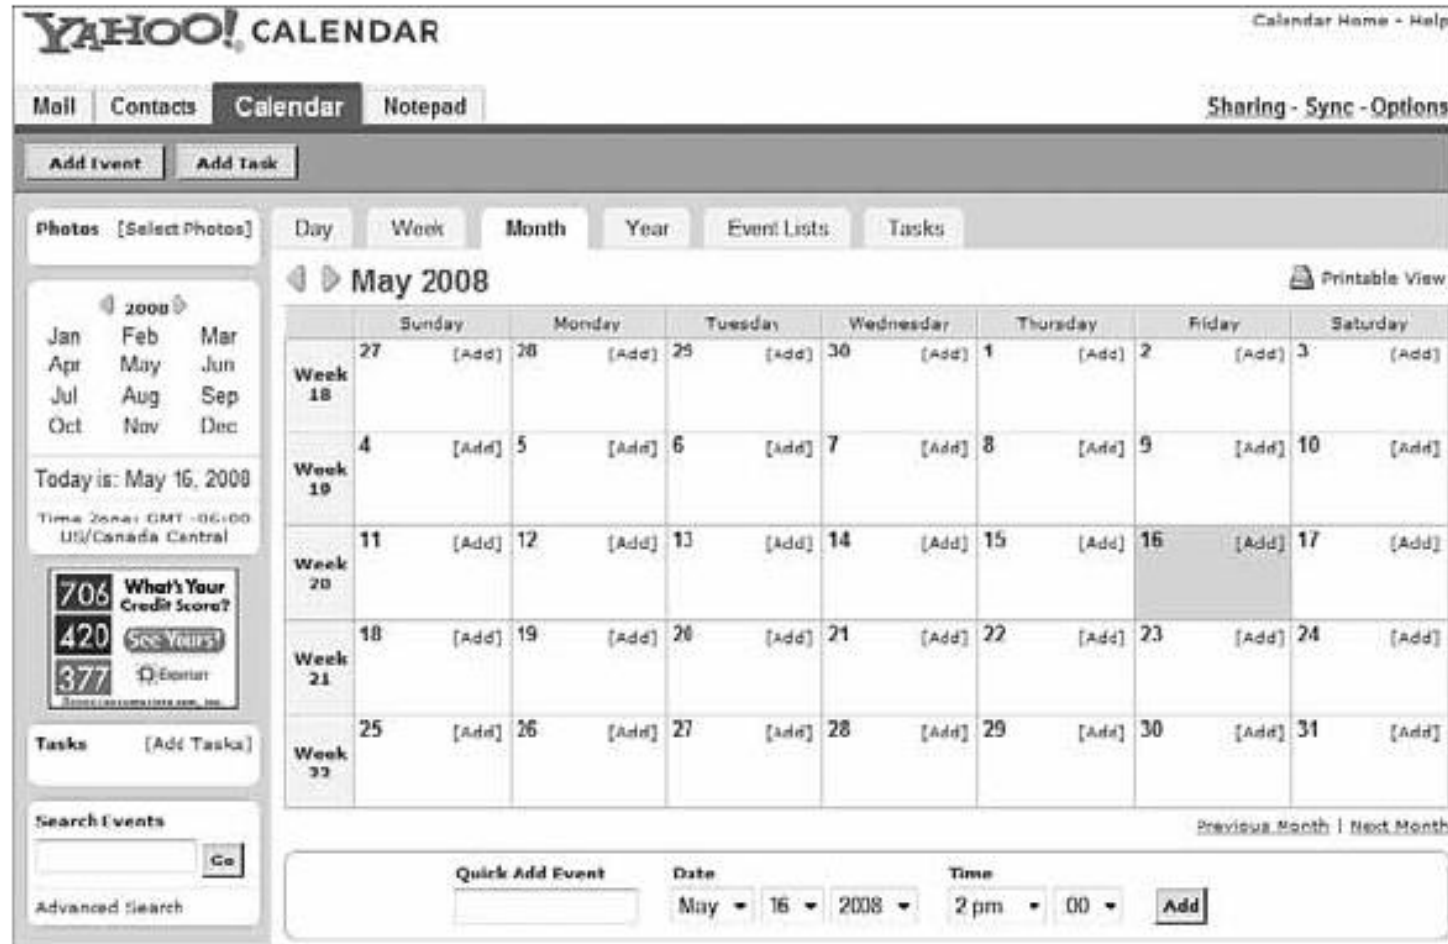 YAHOO! CALENDAR
Calendar Home - Help
Mail Contacts Calendar Notepad
Sharing - Sync - Options
Add Event Add Task
Photos [Select Photos]
Day Week Month Year Event Lists Tasks
May 2008
Printable View
2008
Jan Feb Mar
Apr May Jun
Jul Aug Sep
Oct Nov Dec
Today is: May 16, 2008
Time Zone: GMT -06:00
US/Canada Central
706 What's Your
Credit Score?
420 See Yours!
377 Experian
Tasks [Add Tasks]
Search Events
Go
Advanced Search
Sunday Monday Tuesday Wednesday Thursday Friday Saturday
27 [Add] 28 [Add] 29 [Add] 30 [Add] 1 [Add] 2 [Add] 3 [Add]
Week
18
4 [Add] 5 [Add] 6 [Add] 7 [Add] 8 [Add] 9 [Add] 10 [Add]
Week
19
11 [Add] 12 [Add] 13 [Add] 14 [Add] 15 [Add] 16 [Add] 17 [Add]
Week
20
18 [Add] 19 [Add] 20 [Add] 21 [Add] 22 [Add] 23 [Add] 24 [Add]
Week
21
25 [Add] 26 [Add] 27 [Add] 28 [Add] 29 [Add] 30 [Add] 31 [Add]
Week
22
Previous Month | Next Month
Quick Add Event Date Time
May 16 2008 2 pm 00 Add